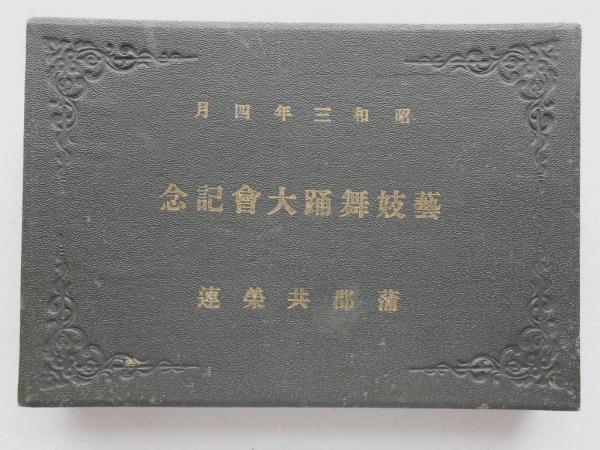 昭和三年四月
藝妓舞踊大會記念
蒲郡共榮連